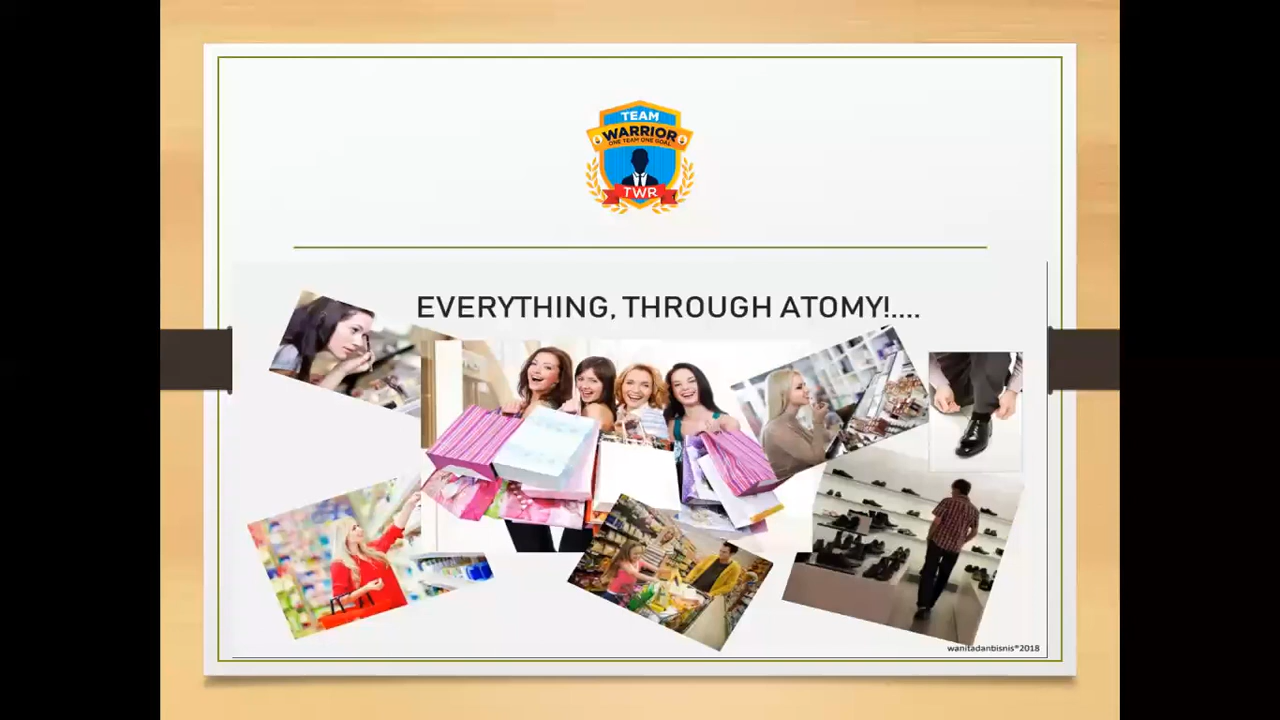 TEAM
WARRIOR
ONE TEAM ONE GOAL
TWR
EVERYTHING, THROUGH ATOMY!....
wanitadanbisnis®2018